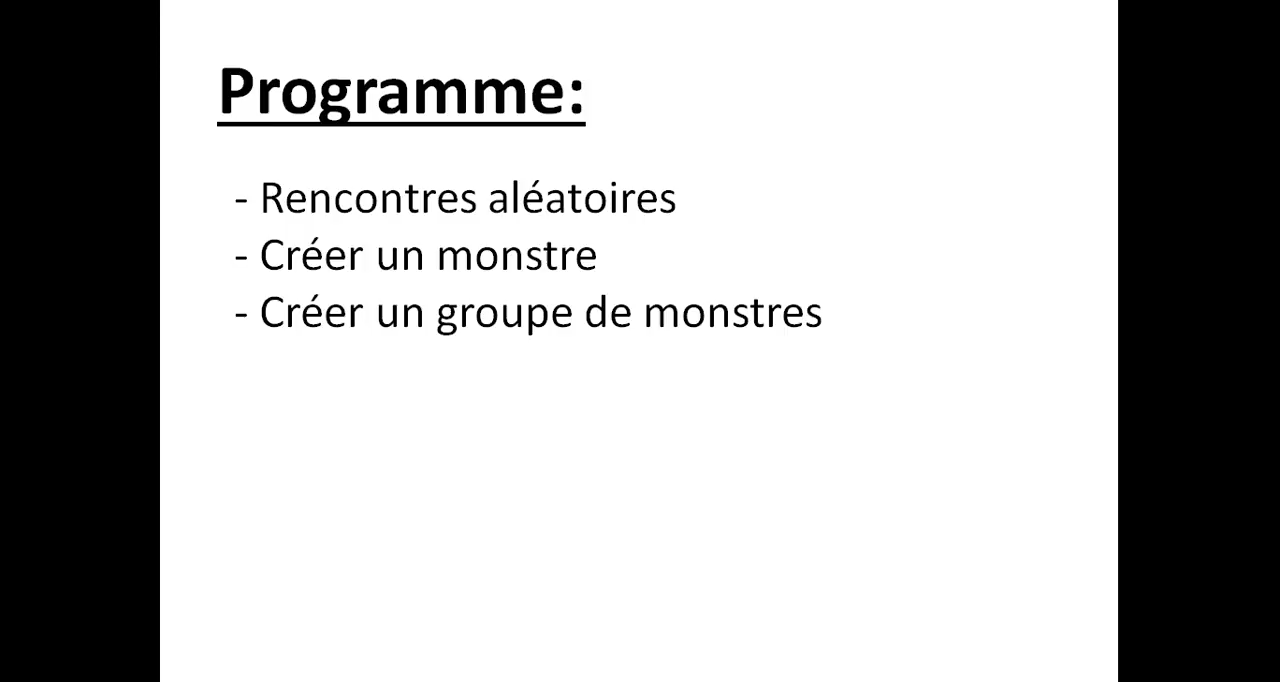 Programme:
- Rencontres aléatoires
- Créer un monstre
- Créer un groupe de monstres